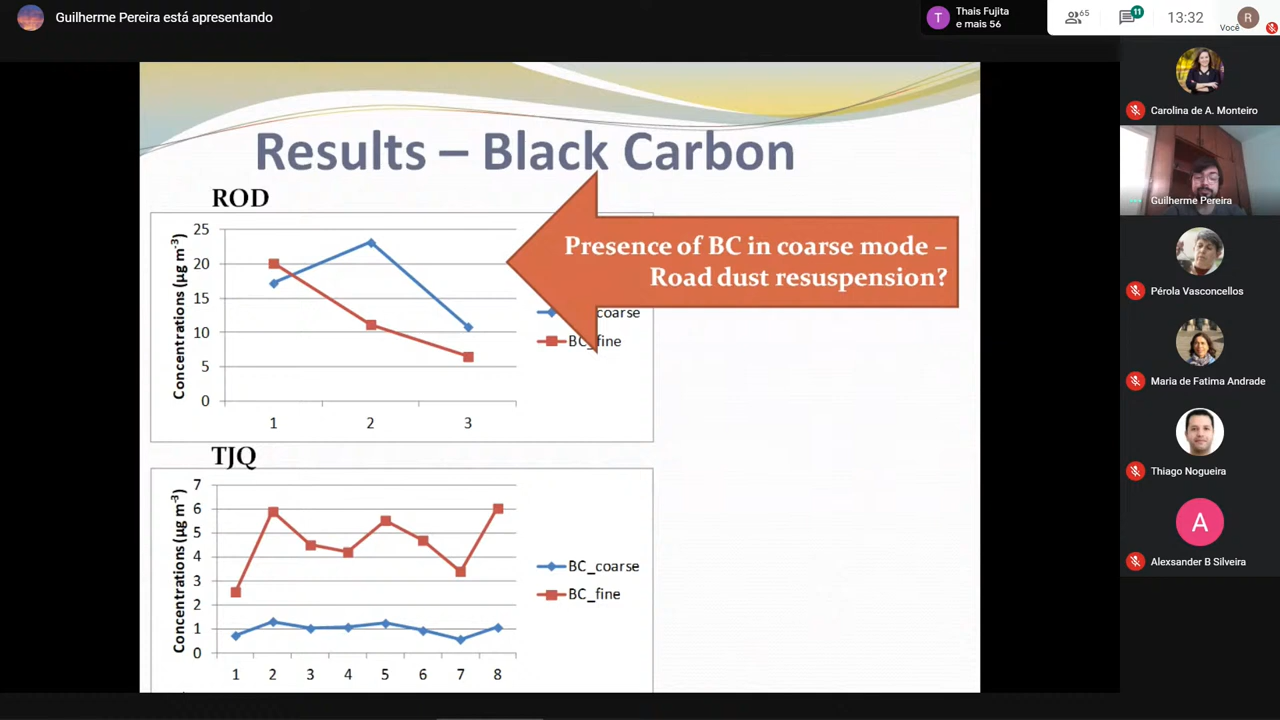 Guilherme Pereira está apresentando
Thais Fujita
e mais 56
65
11
13:32
Você
R
T
Results – Black Carbon
ROD
Presence of BC in coarse mode –
Road dust resuspension?
Concentrations (µg m-3)
25
20
15
10
5
0
1 2 3
coarse
BC_fine
TJQ
Concentrations (µg m-3)
7
6
5
4
3
2
1
0
1 2 3 4 5 6 7 8
BC_coarse
BC_fine
Carolina de A. Monteiro
Guilherme Pereira
Pérola Vasconcellos
Maria de Fatima Andrade
Thiago Nogueira
A
Alexsander B Silveira